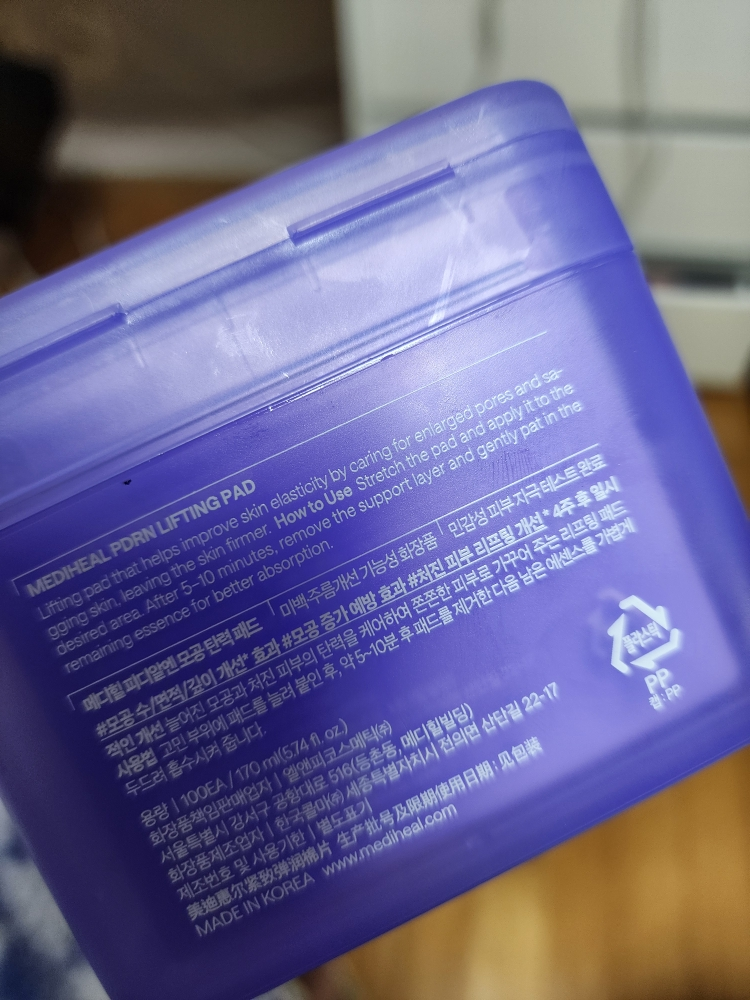 MEDIHEAL PDRN LIFTING PAD
Lifting pad that helps improve skin elasticity by caring for enlarged pores and sa-
gging skin, leaving the skin firmer. How to Use Stretch the pad and apply it to the
desired area. After 5~10 minutes, remove the support layer and gently pat in the
remaining essence for better absorption.
메디힐 피디알엔 모공 탄력 패드 | 미백·주름개선 기능성 화장품 | 민감성 피부 자극 테스트 완료
#모공 수/면적/깊이 개선* 효과 #모공 증가 예방 효과 #처진 피부 리프팅 개선* *4주 후 일시
적인 개선 늘어진 모공과 처진 피부의 탄력을 케어하여 쫀쫀한 피부로 가꾸어 주는 리프팅 패드
사용법 고민 부위에 패드를 늘려 붙인 후, 약 5~10분 후 패드를 제거한 다음 남은 에센스를 가볍게
두드려 흡수시켜 줍니다.
용량 | 100EA / 170 ml(5.74 fl. oz.)
화장품책임판매업자 | 엘앤피코스메틱㈜
서울특별시 강서구 공항대로 516(등촌동, 메디힐빌딩)
화장품제조업자 | 한국콜마㈜ 세종특별자치시 전의면 산단길 22-17
제조번호 및 사용기한 | 별도표기
美迪惠尔紧致弹润棉片 生产批号及限期使用日期 : 见包装
MADE IN KOREA www.mediheal.com
플라스틱
PP
캡 : PP